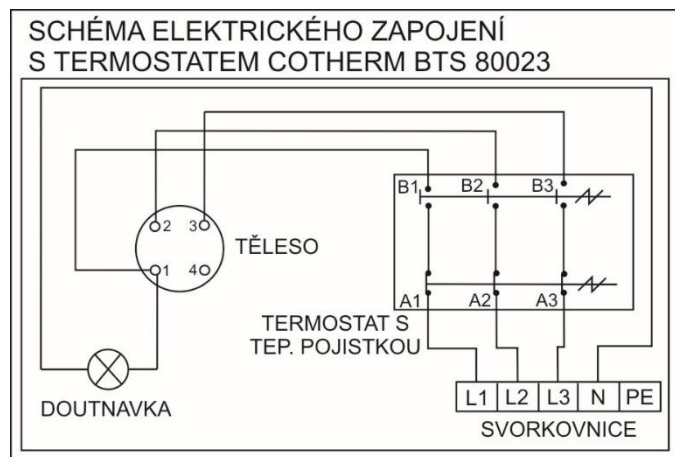 SCHÉMA ELEKTRICKÉHO ZAPOJENÍ
S TERMOSTATEM COTHERM BTS 80023
B1 B2 B3
2 3
TĚLESO
1 4
A1 A2 A3
TERMOSTAT S
TEP. POJISTKOU
DOUTNAVKA
L1 L2 L3 N PE
SVORKOVNICE